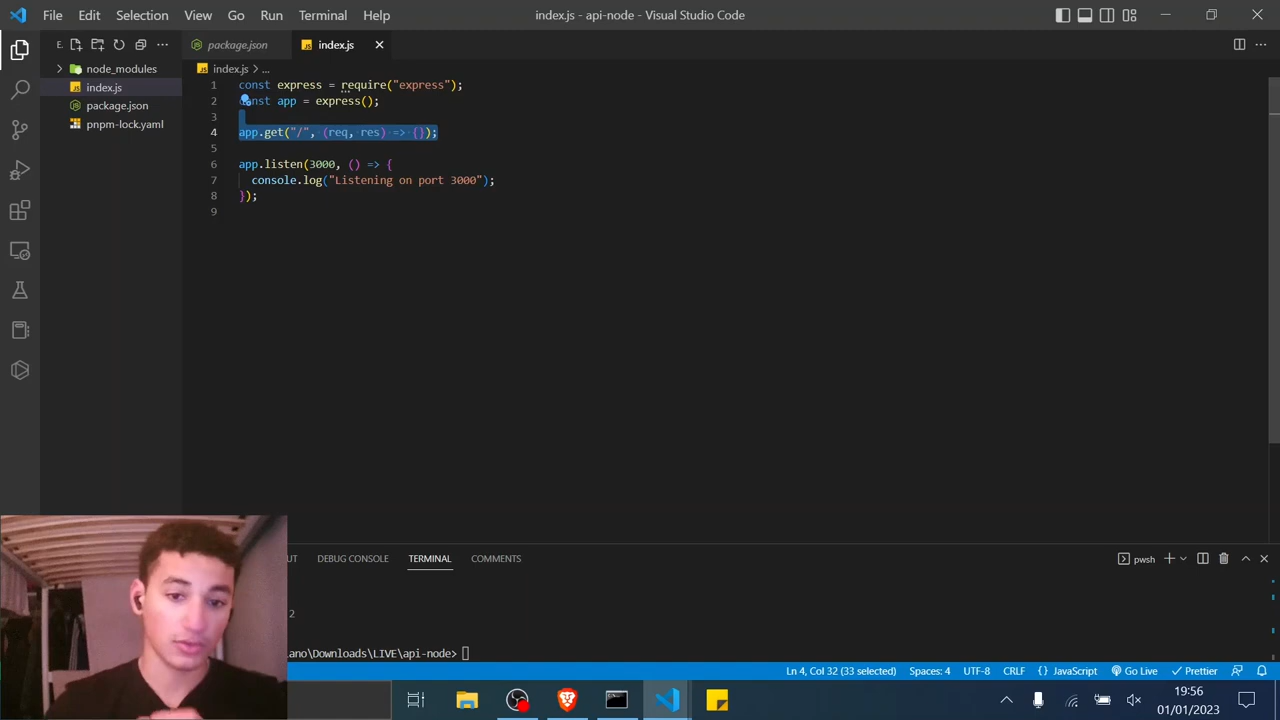 File Edit Selection View Go Run Terminal Help index.js - api-node - Visual Studio Code
E.
package.json index.js
node_modules
index.js
package.json
pnpm-lock.yaml
index.js > ...
1 const express = require("express");
2 const app = express();
3
4 app.get("/", (req, res) => {});
5
6 app.listen(3000, () => {
7 console.log("Listening on port 3000");
8 });
9
UT DEBUG CONSOLE TERMINAL COMMENTS pwsh
2
ano\Downloads\LIVE\api-node>
Ln 4, Col 32 (33 selected) Spaces: 4 UTF-8 CRLF {} JavaScript Go Live Prettier
19:56
01/01/2023